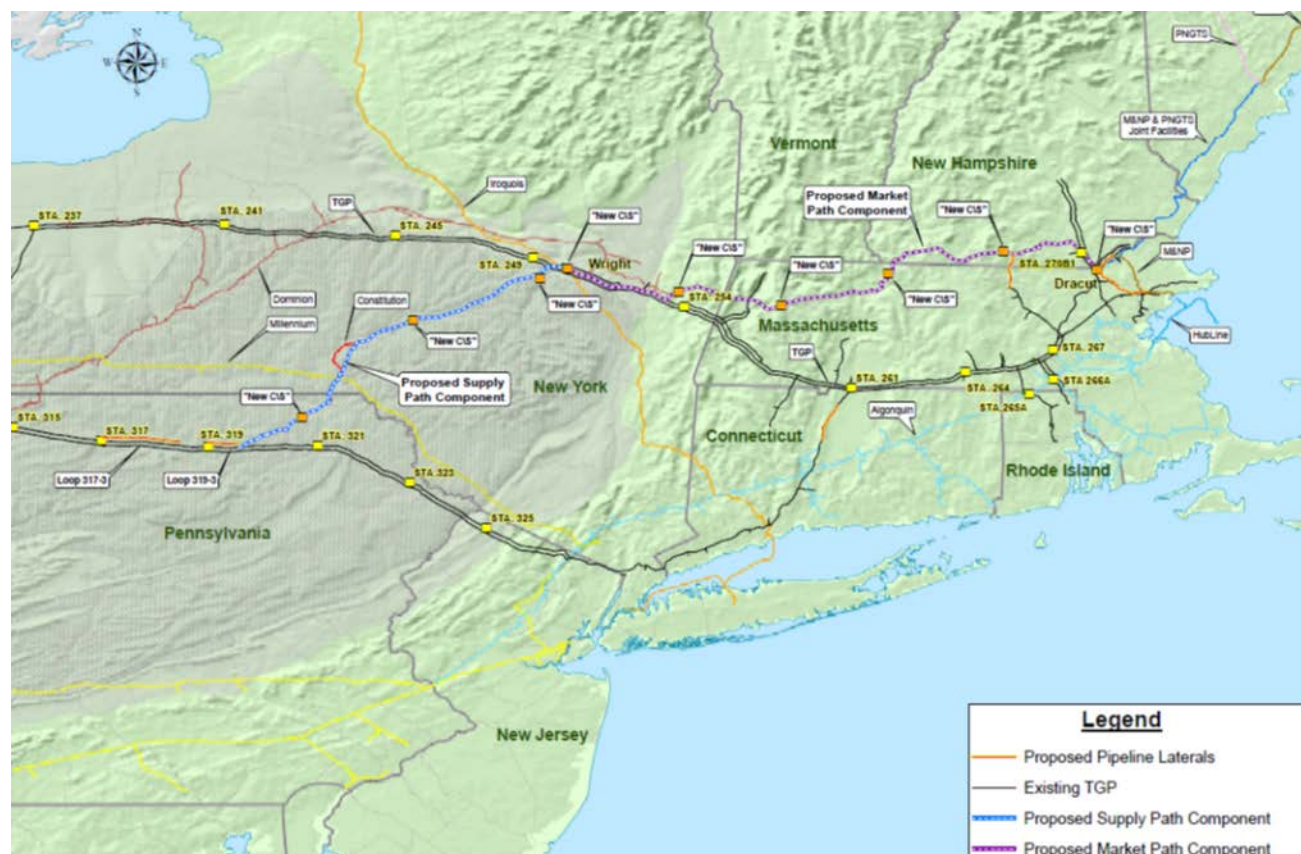 N
W
E
S
PNGTS
M&NP & PNGTS
Joint Facilities
Vermont
New Hampshire
Iroquois
Proposed Market
Path Component
"New C\S"
TGP
STA. 237
STA. 241
STA. 245
"New C\S"
"New C\S"
M&NP
STA. 270B1
STA. 249
Wright
"New C\S"
"New C\S"
Dracut
Dominion
Constitution
"New C\S"
STA. 254
"New C\S"
Millennium
"New C\S"
Massachusetts
HubLine
TGP
STA. 267
Proposed Supply
Path Component
New York
STA. 261
STA. 264
STA. 266A
"New C\S"
STA. 265A
STA. 315
STA. 317
STA. 319
STA. 321
Algonquin
Connecticut
Rhode Island
Loop 317-3
Loop 319-3
STA. 323
Pennsylvania
STA. 325
New Jersey
Legend
Proposed Pipeline Laterals
Existing TGP
Proposed Supply Path Component
Proposed Market Path Component